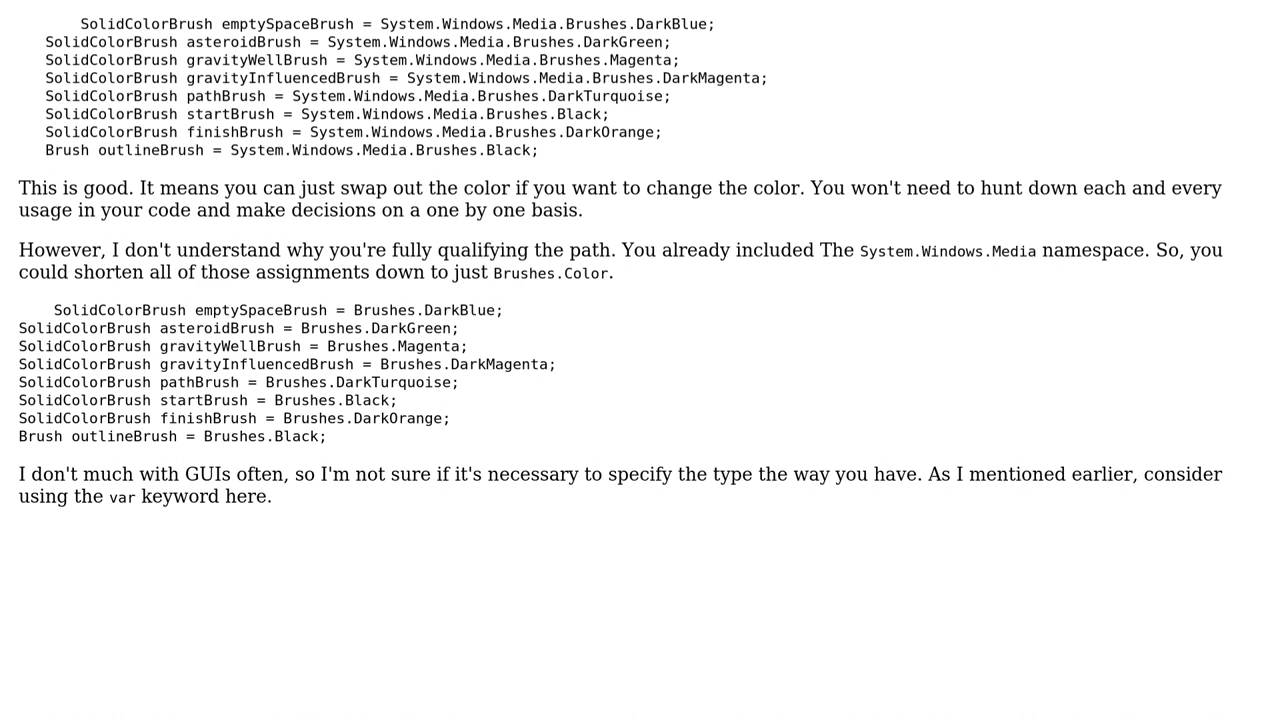 SolidColorBrush emptySpaceBrush = System.Windows.Media.Brushes.DarkBlue;
SolidColorBrush asteroidBrush = System.Windows.Media.Brushes.DarkGreen;
SolidColorBrush gravityWellBrush = System.Windows.Media.Brushes.Magenta;
SolidColorBrush gravityInfluencedBrush = System.Windows.Media.Brushes.DarkMagenta;
SolidColorBrush pathBrush = System.Windows.Media.Brushes.DarkTurquoise;
SolidColorBrush startBrush = System.Windows.Media.Brushes.Black;
SolidColorBrush finishBrush = System.Windows.Media.Brushes.DarkOrange;
Brush outlineBrush = System.Windows.Media.Brushes.Black;
This is good. It means you can just swap out the color if you want to change the color. You won't need to hunt down each and every
usage in your code and make decisions on a one by one basis.
However, I don't understand why you're fully qualifying the path. You already included The System.Windows.Media namespace. So, you
could shorten all of those assignments down to just Brushes.Color.
SolidColorBrush emptySpaceBrush = Brushes.DarkBlue;
SolidColorBrush asteroidBrush = Brushes.DarkGreen;
SolidColorBrush gravityWellBrush = Brushes.Magenta;
SolidColorBrush gravityInfluencedBrush = Brushes.DarkMagenta;
SolidColorBrush pathBrush = Brushes.DarkTurquoise;
SolidColorBrush startBrush = Brushes.Black;
SolidColorBrush finishBrush = Brushes.DarkOrange;
Brush outlineBrush = Brushes.Black;
I don't much with GUIs often, so I'm not sure if it's necessary to specify the type the way you have. As I mentioned earlier, consider
using the var keyword here.